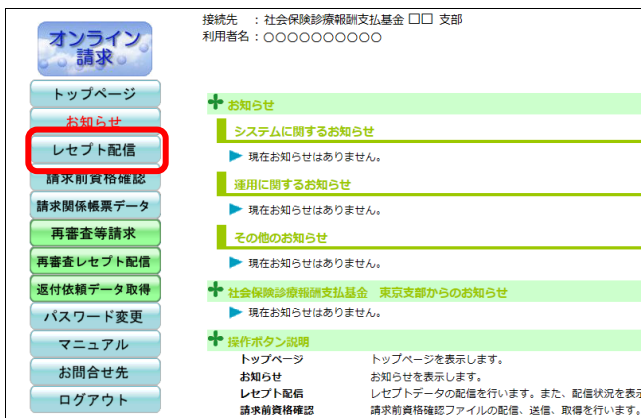 接続先　：社会保険診療報酬支払基金 □□ 支部
利用者名：○○○○○○○○○○
オンライン
請求
トップページ
お知らせ
レセプト配信
請求前資格確認
請求関係帳票データ
再審査等請求
再審査レセプト配信
返付依頼データ取得
パスワード変更
マニュアル
お問合せ先
ログアウト
お知らせ
システムに関するお知らせ
現在お知らせはありません。
運用に関するお知らせ
現在お知らせはありません。
その他のお知らせ
現在お知らせはありません。
社会保険診療報酬支払基金　東京支部からのお知らせ
現在お知らせはありません。
操作ボタン説明
トップページ　トップページを表示します。
お知らせ　お知らせを表示します。
レセプト配信　レセプトデータの配信を行います。また、配信状況を表示
請求前資格確認　請求前資格確認ファイルの配信、送信、取得を行います。